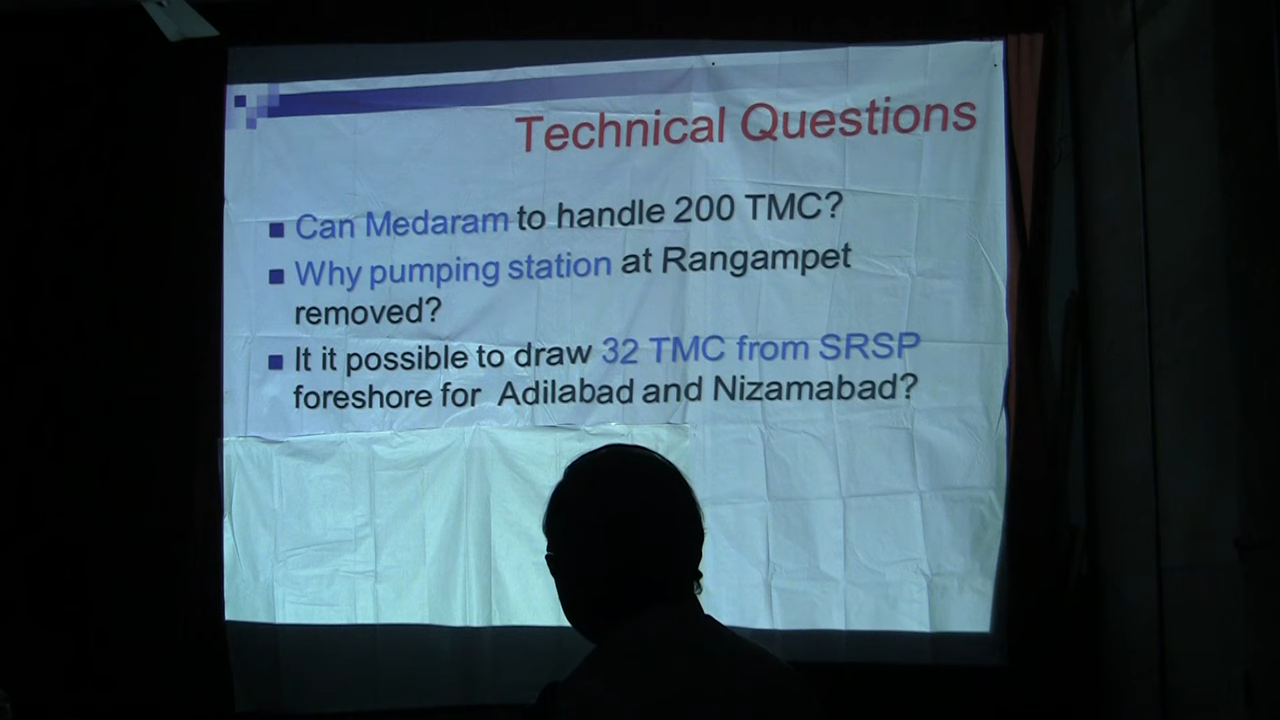 Technical Questions
Can Medaram to handle 200 TMC?
Why pumping station at Rangampet
removed?
It it possible to draw 32 TMC from SRSP
foreshore for Adilabad and Nizamabad?